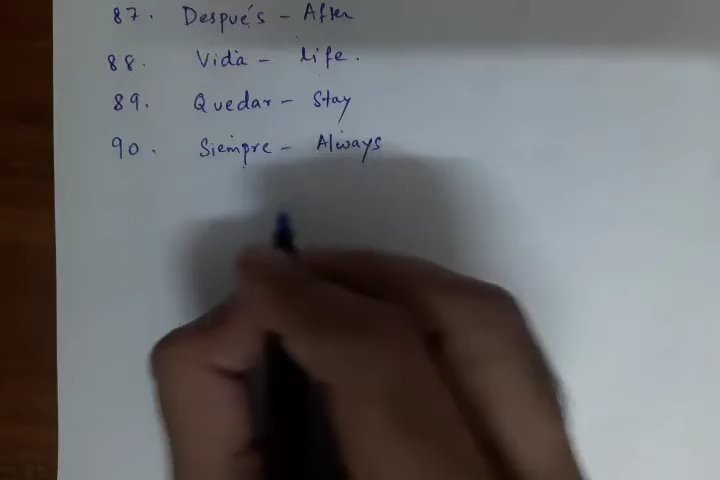 87. Después - After
88. Vida - life.
89. Quedar - Stay
90. Siempre - Always